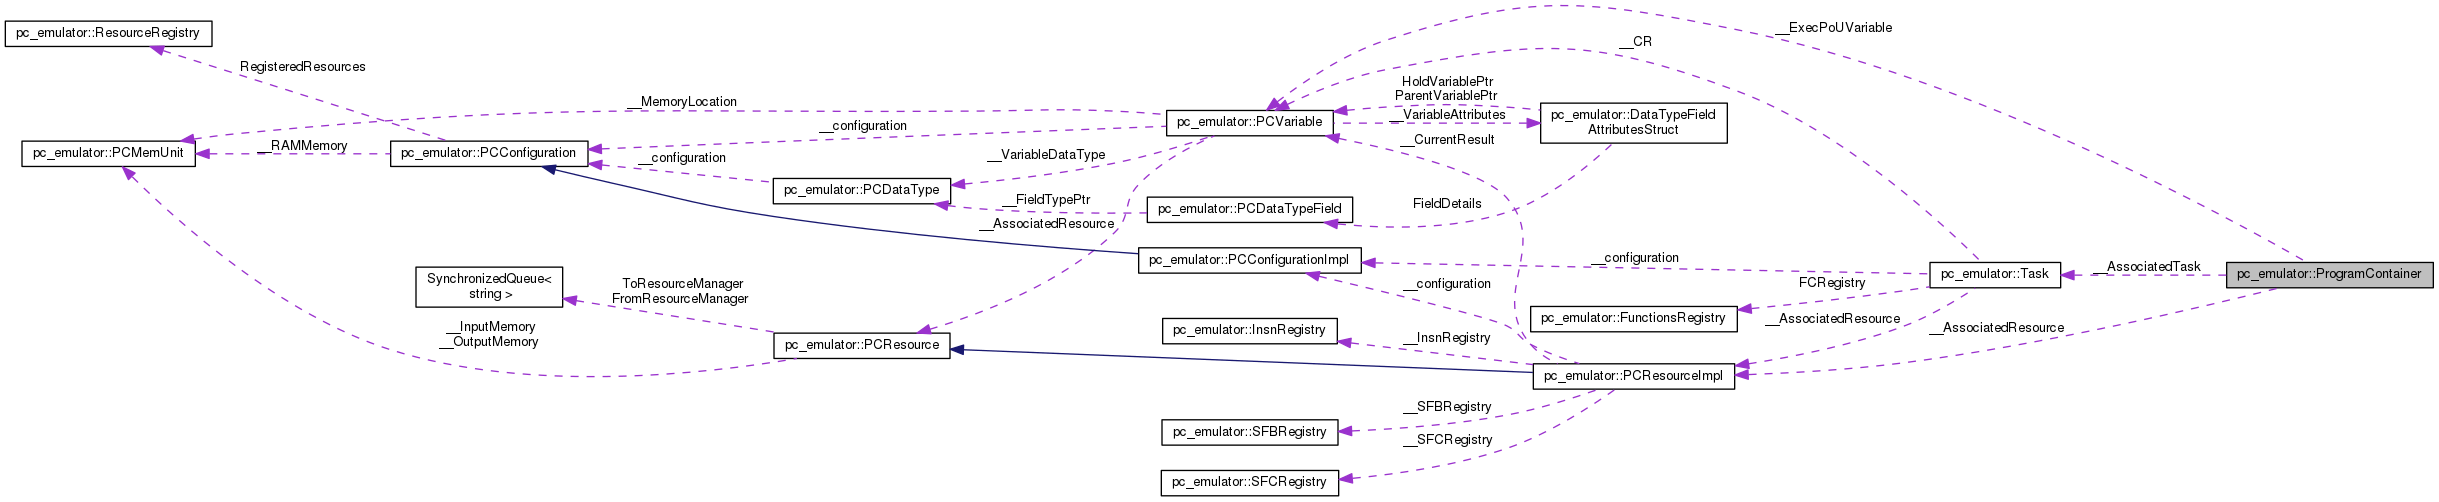 __ExecPoUVariable
pc_emulator::ResourceRegistry
__CR
RegisteredResources
HoldVariablePtr
ParentVariablePtr
__MemoryLocation
__VariableAttributes
pc_emulator::DataTypeField
AttributesStruct
pc_emulator::PCVariable
__configuration
__CurrentResult
pc_emulator::PCMemUnit
__RAMMemory
pc_emulator::PCConfiguration
__configuration
__VariableDataType
pc_emulator::PCDataType
__FieldTypePtr
pc_emulator::PCDataTypeField
FieldDetails
__AssociatedResource
pc_emulator::PCConfigurationImpl
__configuration
pc_emulator::Task
__AssociatedTask
pc_emulator::ProgramContainer
SynchronizedQueue<
string >
ToResourceManager
FromResourceManager
__configuration
FCRegistry
pc_emulator::FunctionsRegistry
__AssociatedResource
__AssociatedResource
__InputMemory
__OutputMemory
pc_emulator::PCResource
pc_emulator::InsnRegistry
__InsnRegistry
pc_emulator::PCResourceImpl
__SFBRegistry
pc_emulator::SFBRegistry
__SFCRegistry
pc_emulator::SFCRegistry